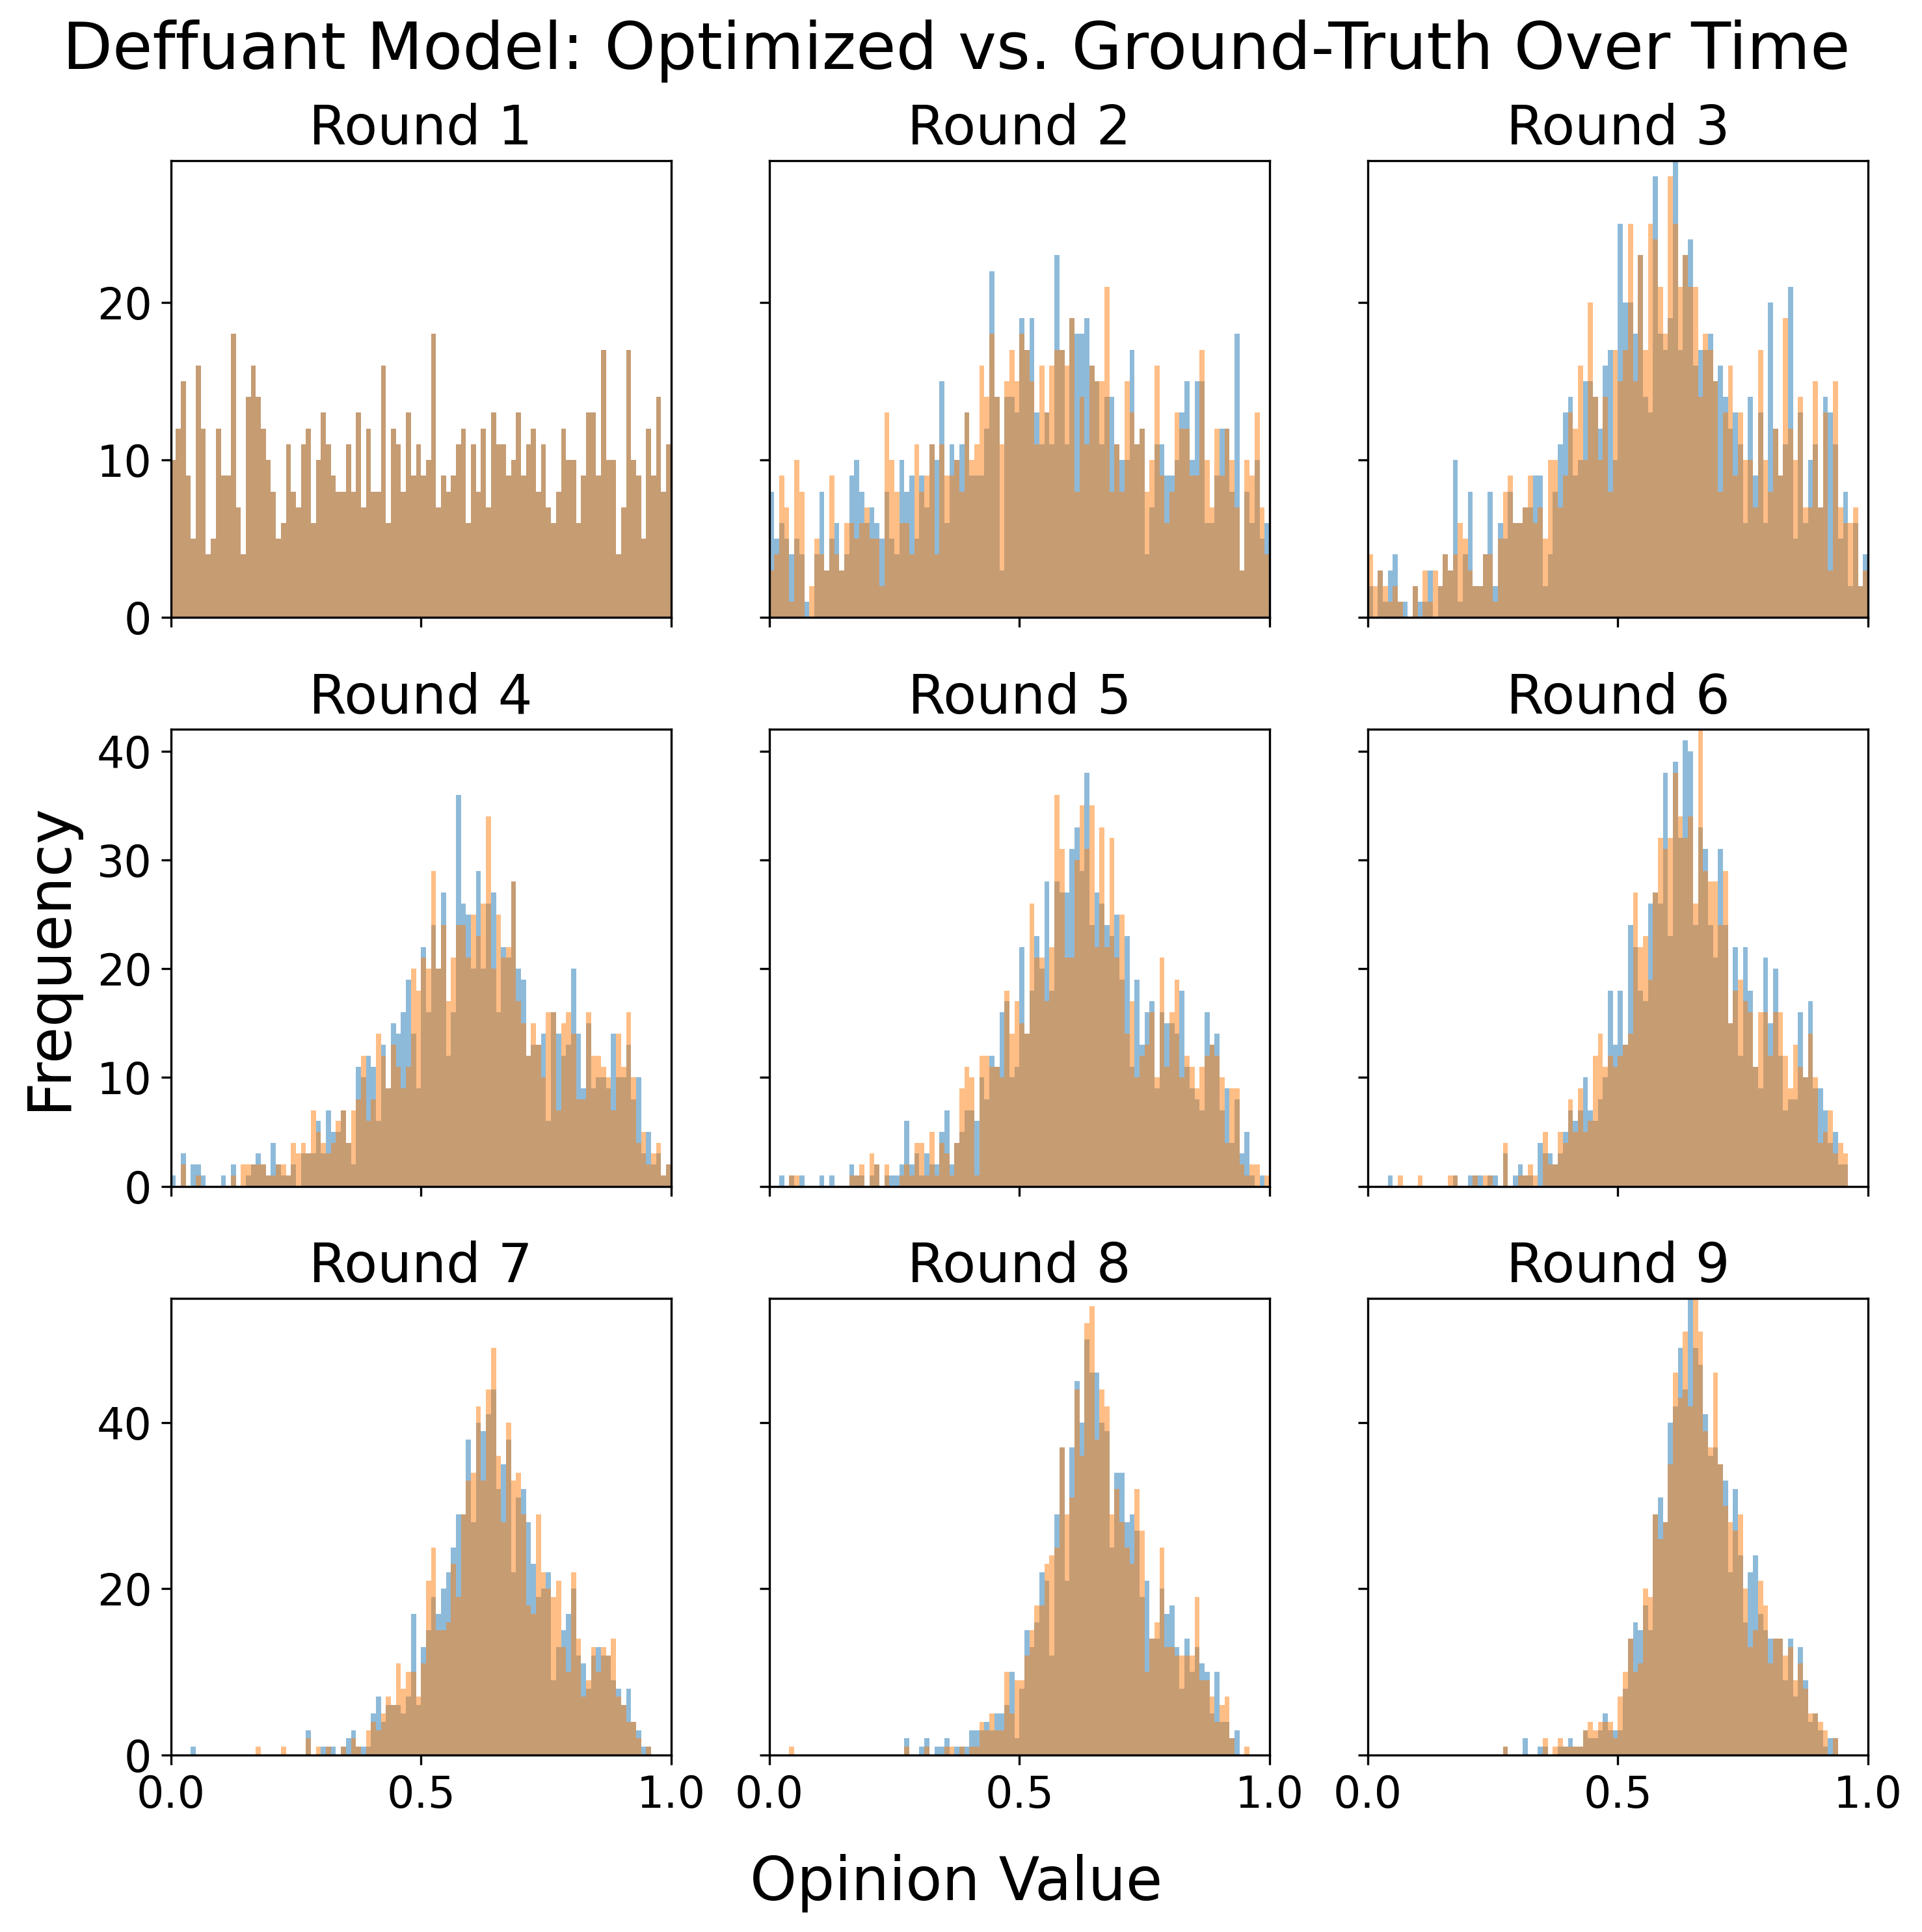 Deffuant Model: Optimized vs. Ground-Truth Over Time
Round 1 Round 2 Round 3
20
10
0
Round 4 Round 5 Round 6
40
30
20
10
0
Frequency
Round 7 Round 8 Round 9
40
20
0
0.0 0.5 1.0 0.0 0.5 1.0 0.0 0.5 1.0
Opinion Value